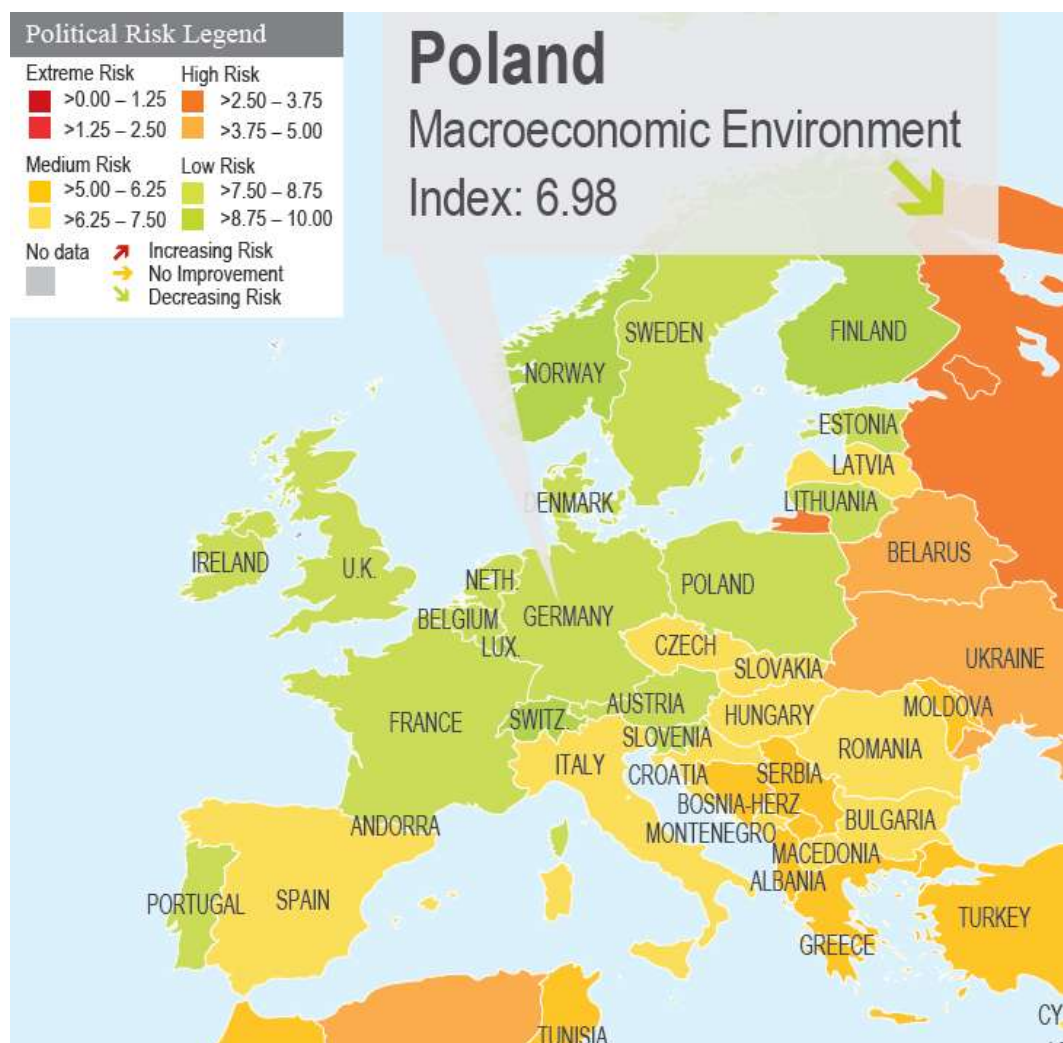 Political Risk Legend
Extreme Risk
>0.00 – 1.25
>1.25 – 2.50
High Risk
>2.50 – 3.75
>3.75 – 5.00
Medium Risk
>5.00 – 6.25
>6.25 – 7.50
Low Risk
>7.50 – 8.75
>8.75 – 10.00
No data
Increasing Risk
No Improvement
Decreasing Risk
Poland
Macroeconomic Environment
Index: 6.98
SWEDEN
FINLAND
NORWAY
ESTONIA
LATVIA
DENMARK
LITHUANIA
IRELAND
U.K.
BELARUS
NETH.
POLAND
BELGIUM
GERMANY
LUX.
CZECH
SLOVAKIA
UKRAINE
FRANCE
SWITZ.
AUSTRIA
HUNGARY
MOLDOVA
SLOVENIA
ROMANIA
ITALY
CROATIA
SERBIA
BOSNIA-HERZ
ANDORRA
MONTENEGRO
BULGARIA
MACEDONIA
ALBANIA
PORTUGAL
SPAIN
TURKEY
GREECE
CY
TUNISIA